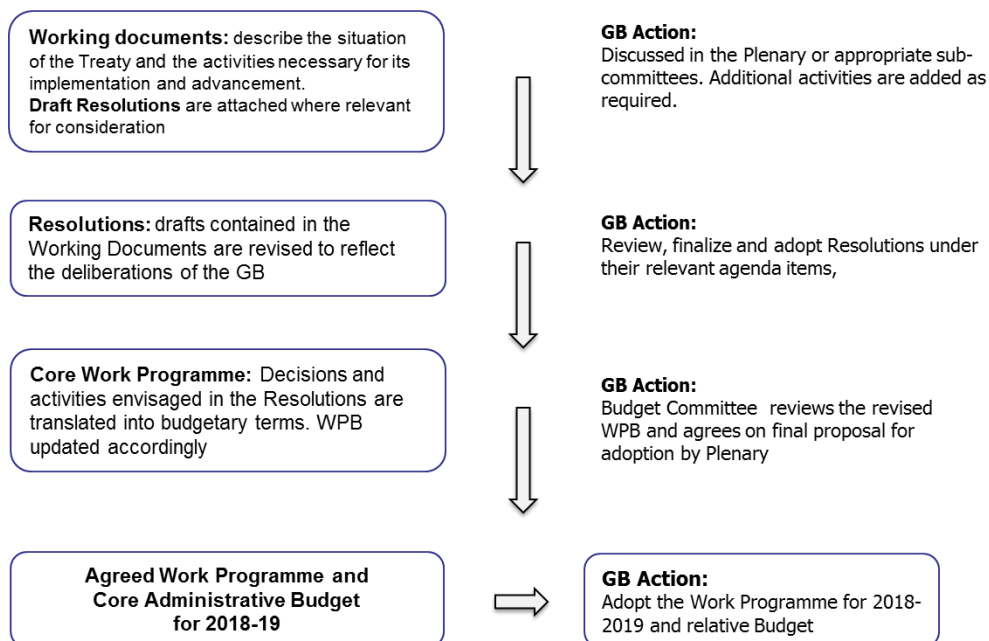 Working documents: describe the situation
of the Treaty and the activities necessary for its
implementation and advancement.
Draft Resolutions are attached where relevant
for consideration
GB Action:
Discussed in the Plenary or appropriate sub-
committees. Additional activities are added as
required.
Resolutions: drafts contained in the
Working Documents are revised to reflect
the deliberations of the GB
GB Action:
Review, finalize and adopt Resolutions under
their relevant agenda items,
Core Work Programme: Decisions and
activities envisaged in the Resolutions are
translated into budgetary terms. WPB
updated accordingly
GB Action:
Budget Committee reviews the revised
WPB and agrees on final proposal for
adoption by Plenary
Agreed Work Programme and
Core Administrative Budget
for 2018-19
GB Action:
Adopt the Work Programme for 2018-
2019 and relative Budget